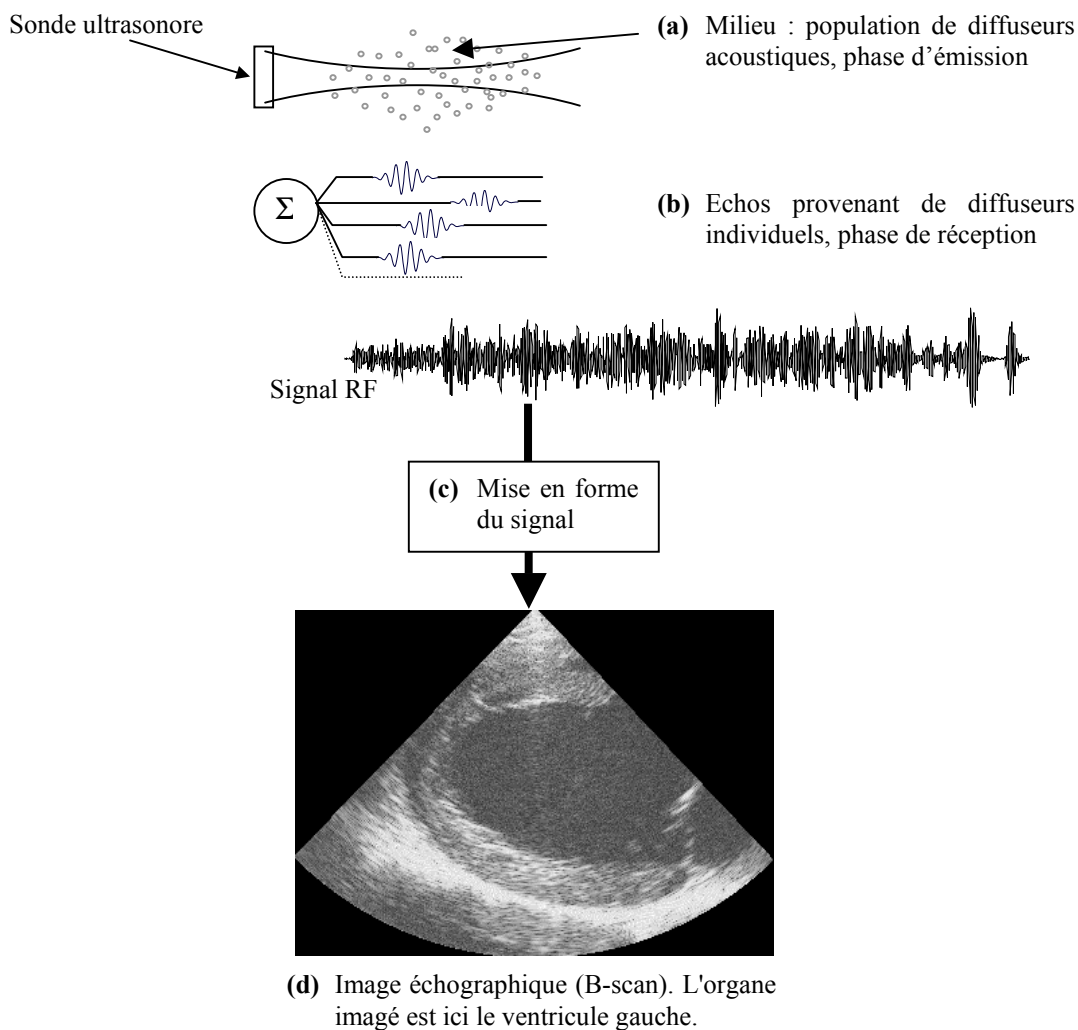 Sonde ultrasonore
(a) Milieu : population de diffuseurs
acoustiques, phase d’émission
Σ
(b) Echos provenant de diffuseurs
individuels, phase de réception
Signal RF
(c) Mise en forme
du signal
(d) Image échographique (B-scan). L'organe
imagé est ici le ventricule gauche.